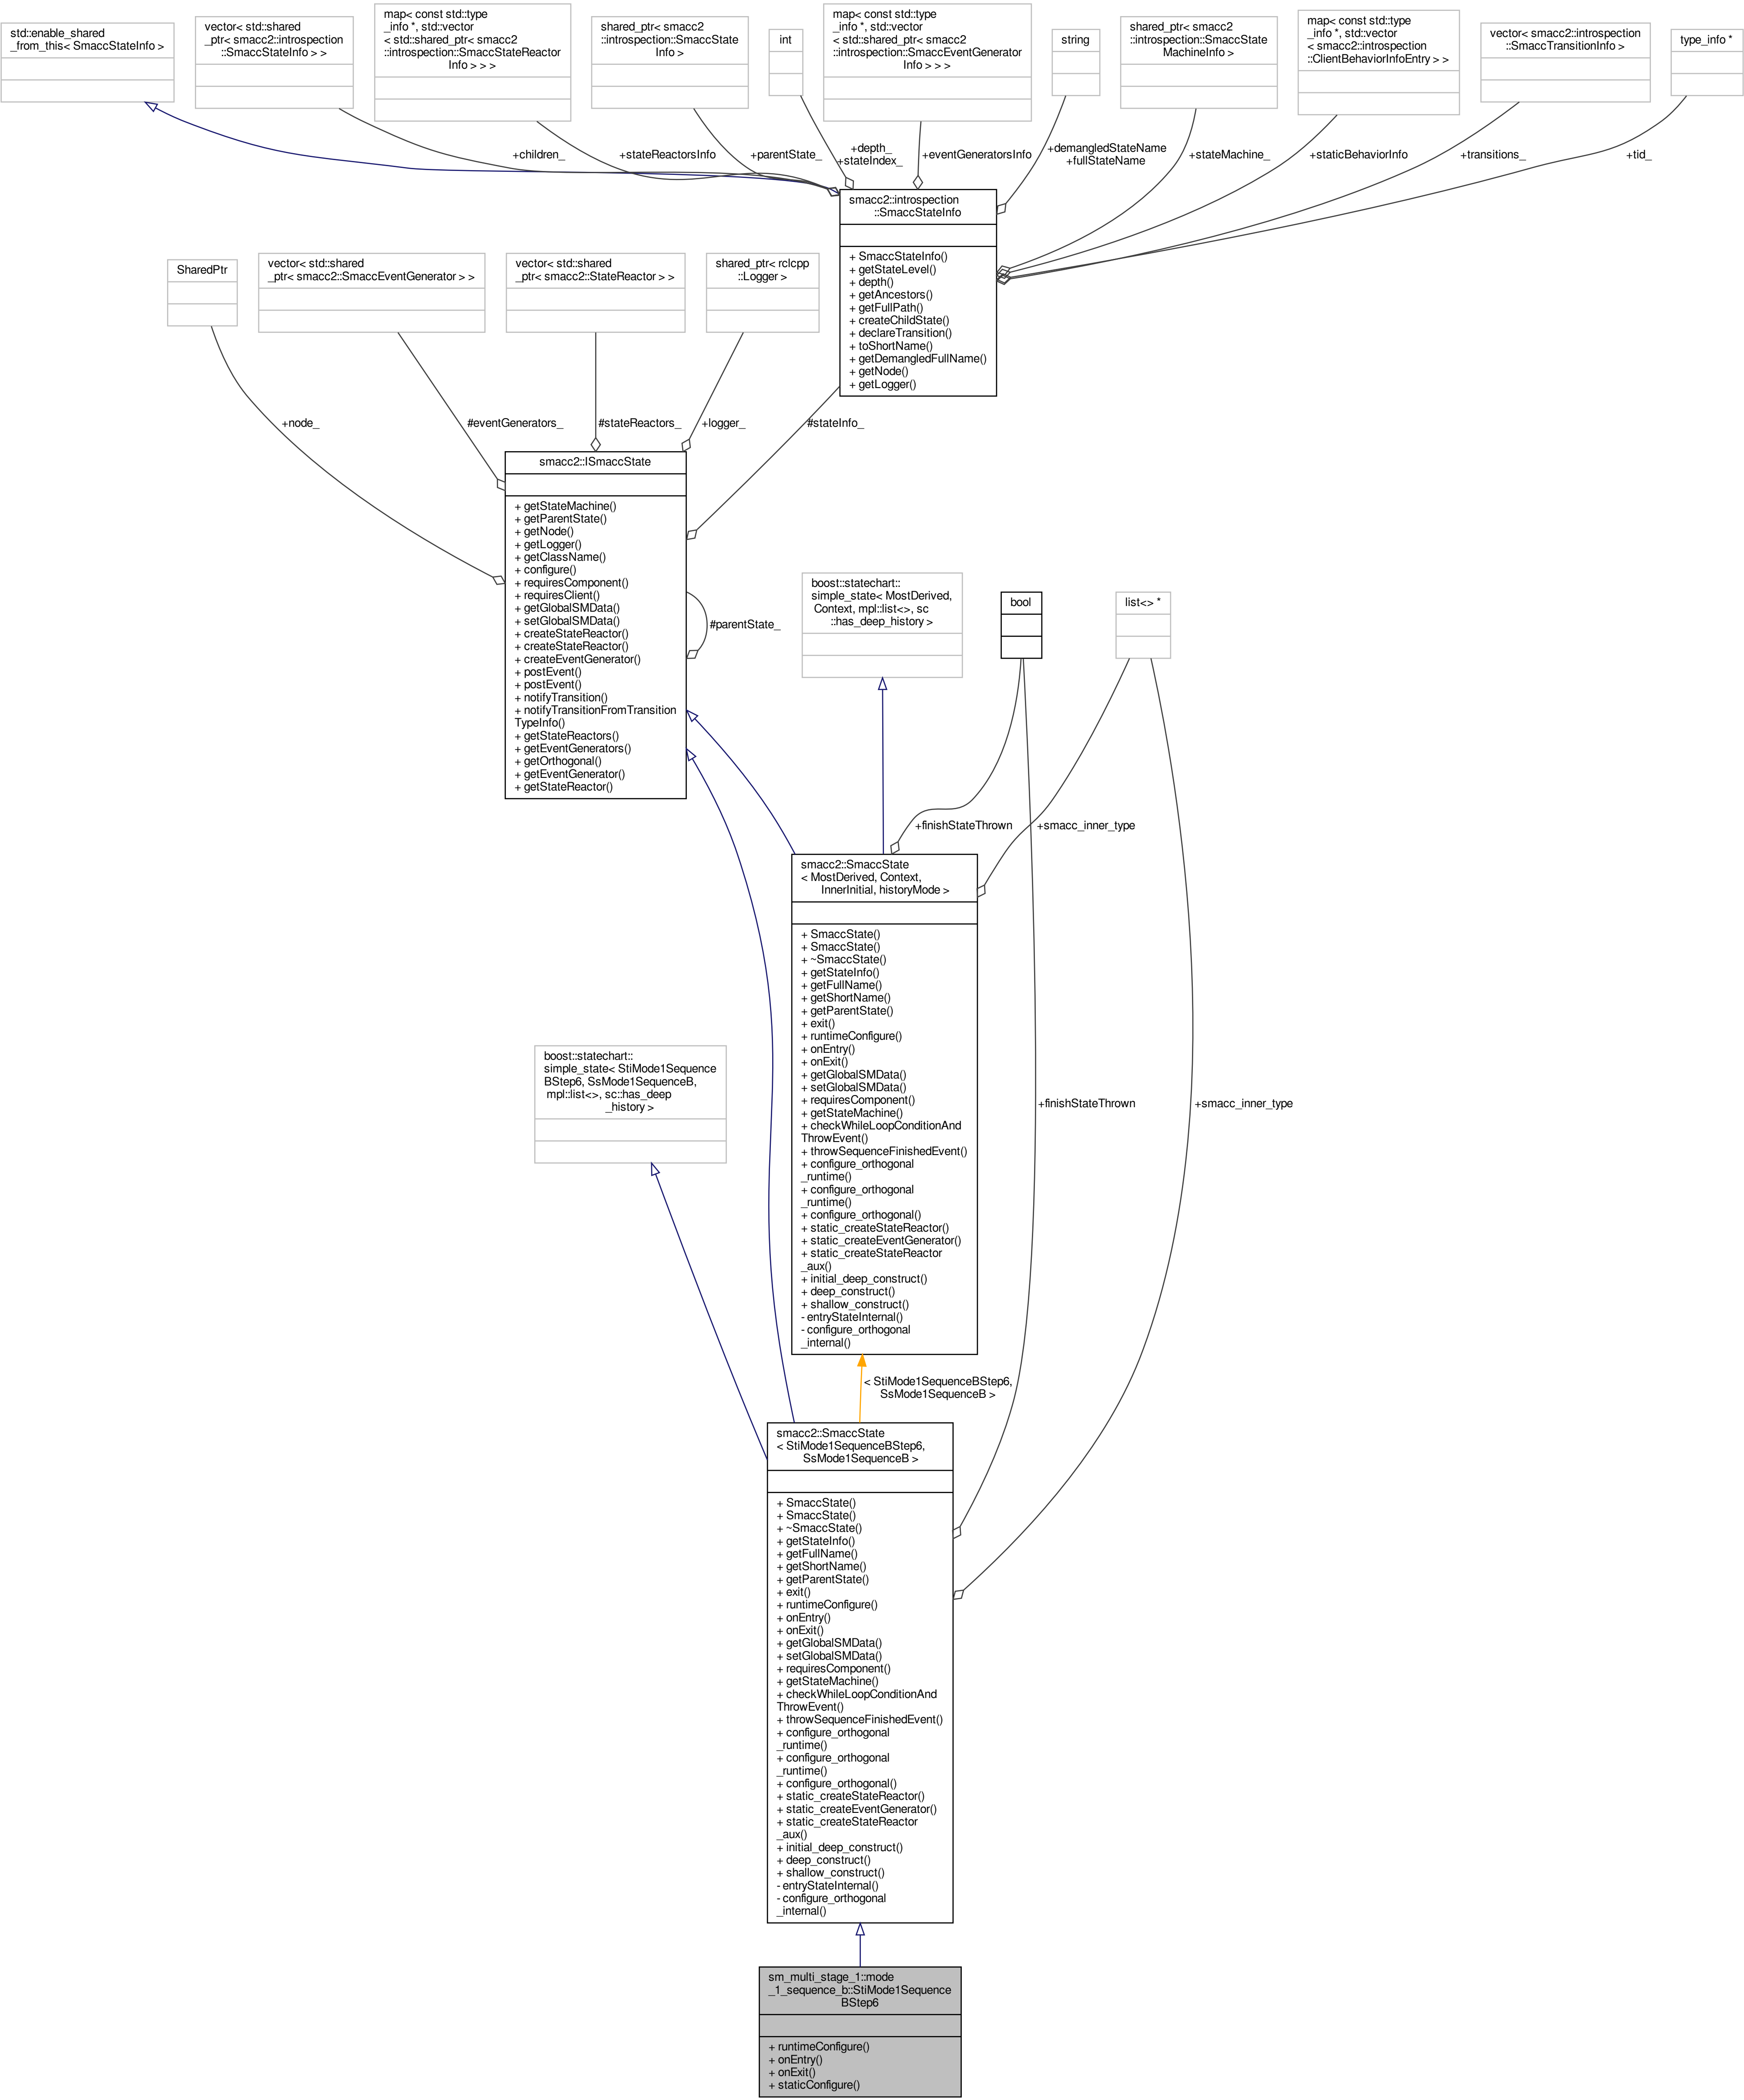 std::enable_shared
_from_this< SmaccStateInfo >
vector< std::shared
_ptr< smacc2::introspection
::SmaccStateInfo > >
map< const std::type
_info *, std::vector
< std::shared_ptr< smacc2
::introspection::SmaccStateReactor
Info > > >
shared_ptr< smacc2
::introspection::SmaccState
Info >
int
map< const std::type
_info *, std::vector
< std::shared_ptr< smacc2
::introspection::SmaccEventGenerator
Info > > >
string
shared_ptr< smacc2
::introspection::SmaccState
MachineInfo >
map< const std::type
_info *, std::vector
< smacc2::introspection
::ClientBehaviorInfoEntry > >
vector< smacc2::introspection
::SmaccTransitionInfo >
type_info *
+children_
+stateReactorsInfo
+parentState_
+depth_
+stateIndex_
+eventGeneratorsInfo
+demangledStateName
+fullStateName
+stateMachine_
+staticBehaviorInfo
+transitions_
+tid_
smacc2::introspection
::SmaccStateInfo
+ SmaccStateInfo()
+ getStateLevel()
+ depth()
+ getAncestors()
+ getFullPath()
+ createChildState()
+ declareTransition()
+ toShortName()
+ getDemangledFullName()
+ getNode()
+ getLogger()
SharedPtr
vector< std::shared
_ptr< smacc2::SmaccEventGenerator > >
vector< std::shared
_ptr< smacc2::StateReactor > >
shared_ptr< rclcpp
::Logger >
+node_
#eventGenerators_
#stateReactors_
+logger_
#stateInfo_
smacc2::ISmaccState
+ getStateMachine()
+ getParentState()
+ getNode()
+ getLogger()
+ getClassName()
+ configure()
+ requiresComponent()
+ requiresClient()
+ getGlobalSMData()
+ setGlobalSMData()
+ createStateReactor()
+ createStateReactor()
+ createEventGenerator()
+ postEvent()
+ postEvent()
+ notifyTransition()
+ notifyTransitionFromTransition
TypeInfo()
+ getStateReactors()
+ getEventGenerators()
+ getOrthogonal()
+ getEventGenerator()
+ getStateReactor()
#parentState_
boost::statechart::
simple_state< MostDerived,
Context, mpl::list<>, sc
::has_deep_history >
bool
list<> *
+finishStateThrown
+smacc_inner_type
smacc2::SmaccState
< MostDerived, Context,
InnerInitial, historyMode >
+ SmaccState()
+ SmaccState()
+ ~SmaccState()
+ getStateInfo()
+ getFullName()
+ getShortName()
+ getParentState()
+ exit()
+ runtimeConfigure()
+ onEntry()
+ onExit()
+ getGlobalSMData()
+ setGlobalSMData()
+ requiresComponent()
+ getStateMachine()
+ checkWhileLoopConditionAnd
ThrowEvent()
+ throwSequenceFinishedEvent()
+ configure_orthogonal
_runtime()
+ configure_orthogonal
_runtime()
+ configure_orthogonal()
+ static_createStateReactor()
+ static_createEventGenerator()
+ static_createStateReactor
_aux()
+ initial_deep_construct()
+ deep_construct()
+ shallow_construct()
- entryStateInternal()
- configure_orthogonal
_internal()
boost::statechart::
simple_state< StiMode1Sequence
BStep6, SsMode1SequenceB,
mpl::list<>, sc::has_deep
_history >
+finishStateThrown
+smacc_inner_type
< StiMode1SequenceBStep6,
SsMode1SequenceB >
smacc2::SmaccState
< StiMode1SequenceBStep6,
SsMode1SequenceB >
+ SmaccState()
+ SmaccState()
+ ~SmaccState()
+ getStateInfo()
+ getFullName()
+ getShortName()
+ getParentState()
+ exit()
+ runtimeConfigure()
+ onEntry()
+ onExit()
+ getGlobalSMData()
+ setGlobalSMData()
+ requiresComponent()
+ getStateMachine()
+ checkWhileLoopConditionAnd
ThrowEvent()
+ throwSequenceFinishedEvent()
+ configure_orthogonal
_runtime()
+ configure_orthogonal
_runtime()
+ configure_orthogonal()
+ static_createStateReactor()
+ static_createEventGenerator()
+ static_createStateReactor
_aux()
+ initial_deep_construct()
+ deep_construct()
+ shallow_construct()
- entryStateInternal()
- configure_orthogonal
_internal()
sm_multi_stage_1::mode
_1_sequence_b::StiMode1Sequence
BStep6
+ runtimeConfigure()
+ onEntry()
+ onExit()
+ staticConfigure()